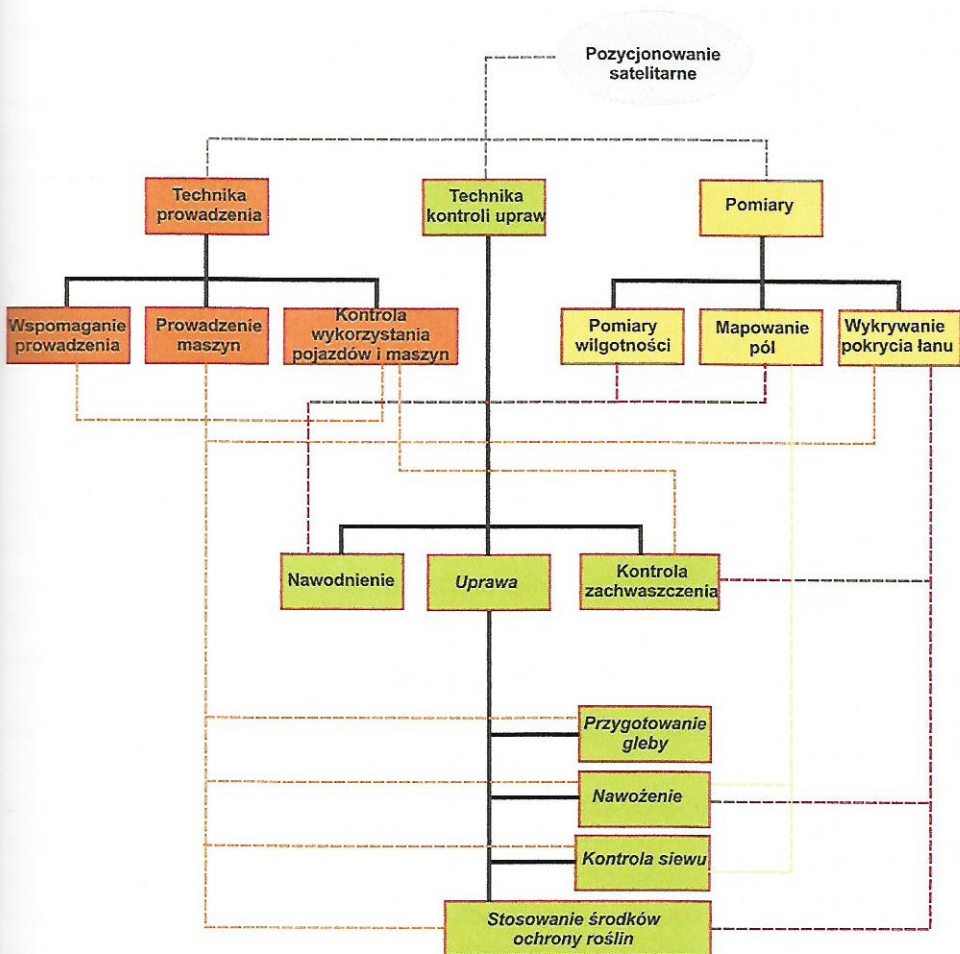 Pozycjonowanie
satelitarne
Technika
prowadzenia
Technika
kontroli upraw
Pomiary
Wspomaganie
prowadzenia
Prowadzenie
maszyn
Kontrola
wykorzystania
pojazdów i maszyn
Pomiary
wilgotności
Mapowanie
pól
Wykrywanie
pokrycia łanu
Nawodnienie
Uprawa
Kontrola
zachwaszczenia
Przygotowanie
gleby
Nawożenie
Kontrola siewu
Stosowanie środków
ochrony roślin